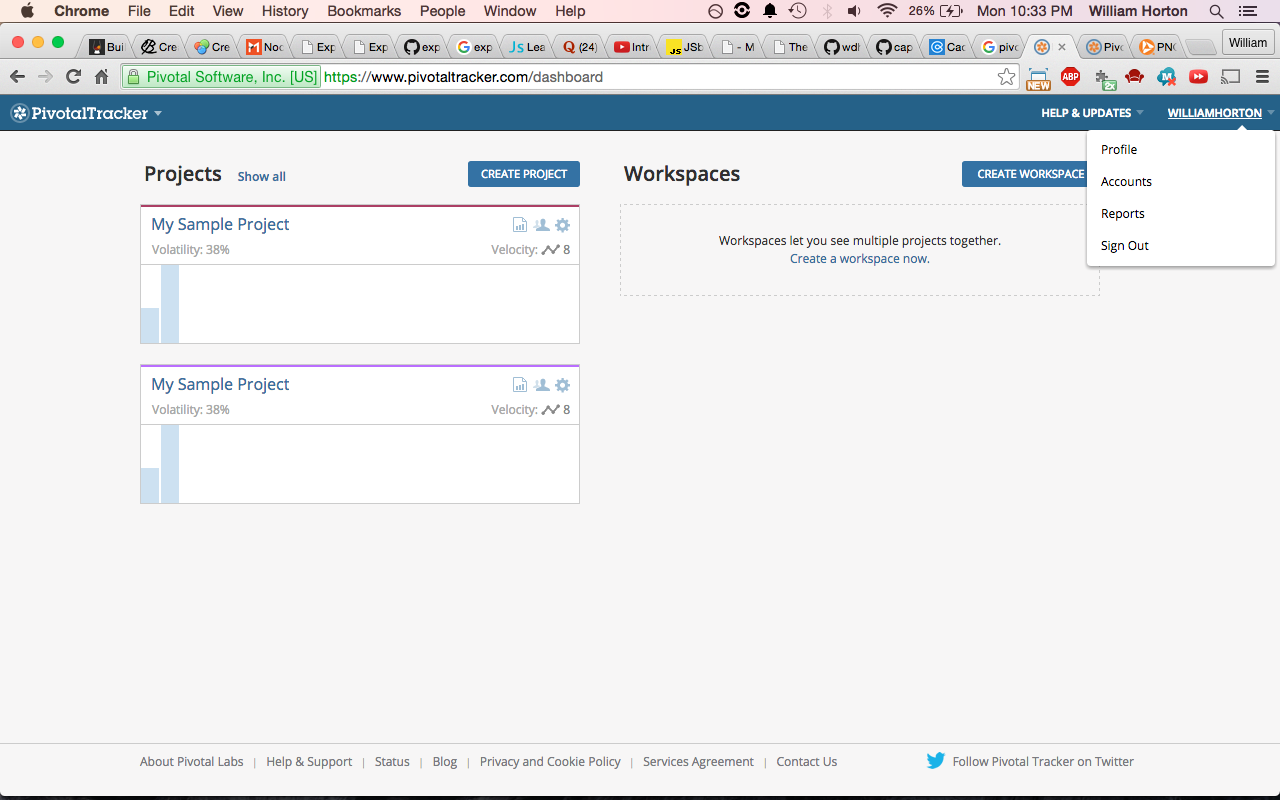 Chrome File Edit View History Bookmarks People Window Help 26% Mon 10:33 PM William Horton
Bui Cre Cre Noc Exp Exp exp exp Lea (24) Intr JSb - M The wdl cap Cac pivo Pivo PNG William
Pivotal Software, Inc. [US] https://www.pivotaltracker.com/dashboard NEW ABP 2x
PivotalTracker HELP & UPDATES WILLIAMHORTON
Profile
Accounts
Reports
Sign Out
Projects Show all CREATE PROJECT
My Sample Project
Volatility: 38% Velocity: 8
My Sample Project
Volatility: 38% Velocity: 8
Workspaces CREATE WORKSPACE
Workspaces let you see multiple projects together.
Create a workspace now.
About Pivotal Labs | Help & Support | Status | Blog | Privacy and Cookie Policy | Services Agreement | Contact Us Follow Pivotal Tracker on Twitter